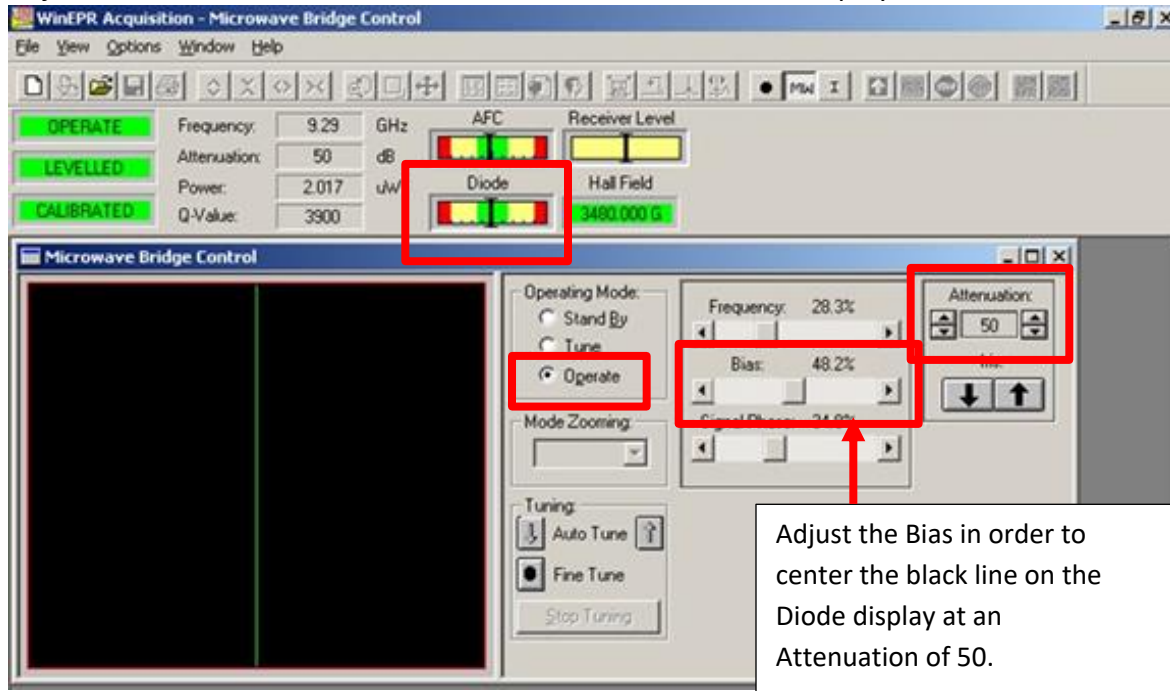 WinEPR Acquisition - Microwave Bridge Control
File View Options Window Help
MW I
OPERATE Frequency: 9.29 GHz AFC Receiver Level
LEVELLED Attenuation: 50 dB
Power: 2.017 uW Diode Hall Field
CALIBRATED Q-Value: 3900 3480.000 G
Microwave Bridge Control
Operating Mode:
Stand By
Tune
Operate
Mode Zooming:
Tuning:
Auto Tune
Fine Tune
Stop Tuning
Frequency: 28.3%
Bias: 48.2%
Signal Phase:
Attenuation:
50
Adjust the Bias in order to
center the black line on the
Diode display at an
Attenuation of 50.